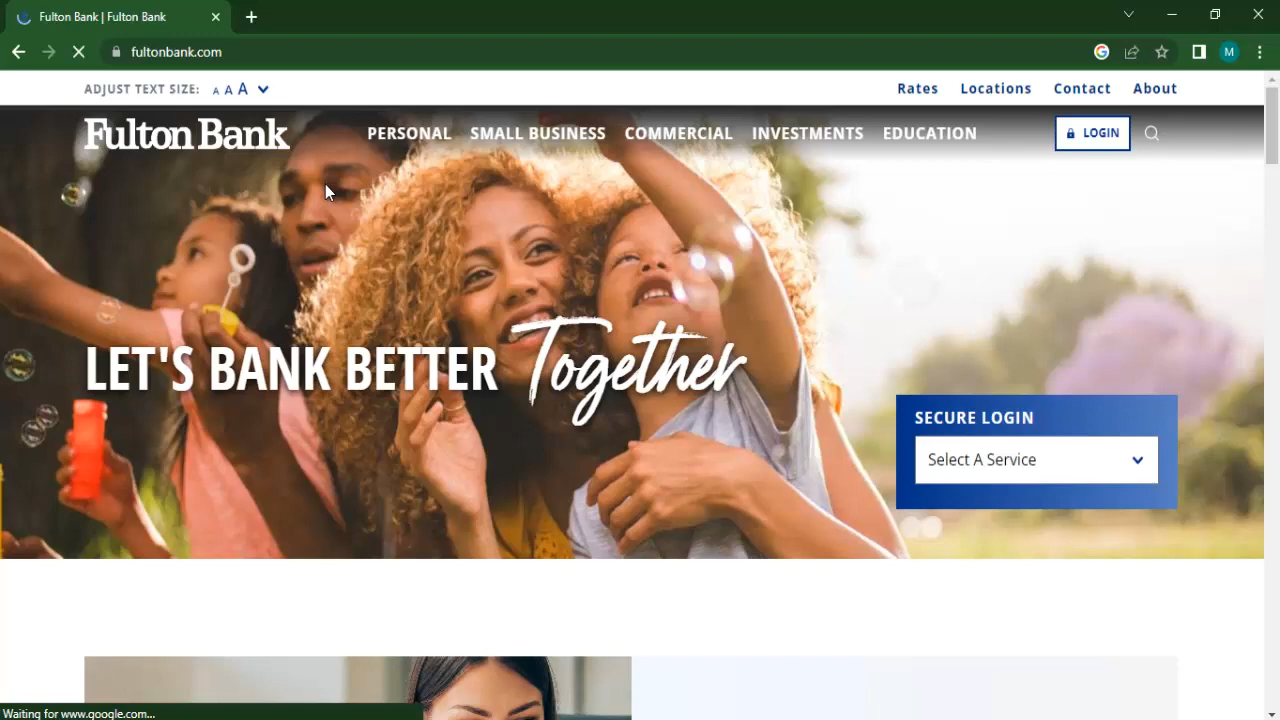 Fulton Bank | Fulton Bank
fultonbank.com
M
ADJUST TEXT SIZE: A A A
Rates Locations Contact About
Fulton Bank
PERSONAL SMALL BUSINESS COMMERCIAL INVESTMENTS EDUCATION
LOGIN
LET'S BANK BETTER Together
SECURE LOGIN
Select A Service
Waiting for www.google.com...